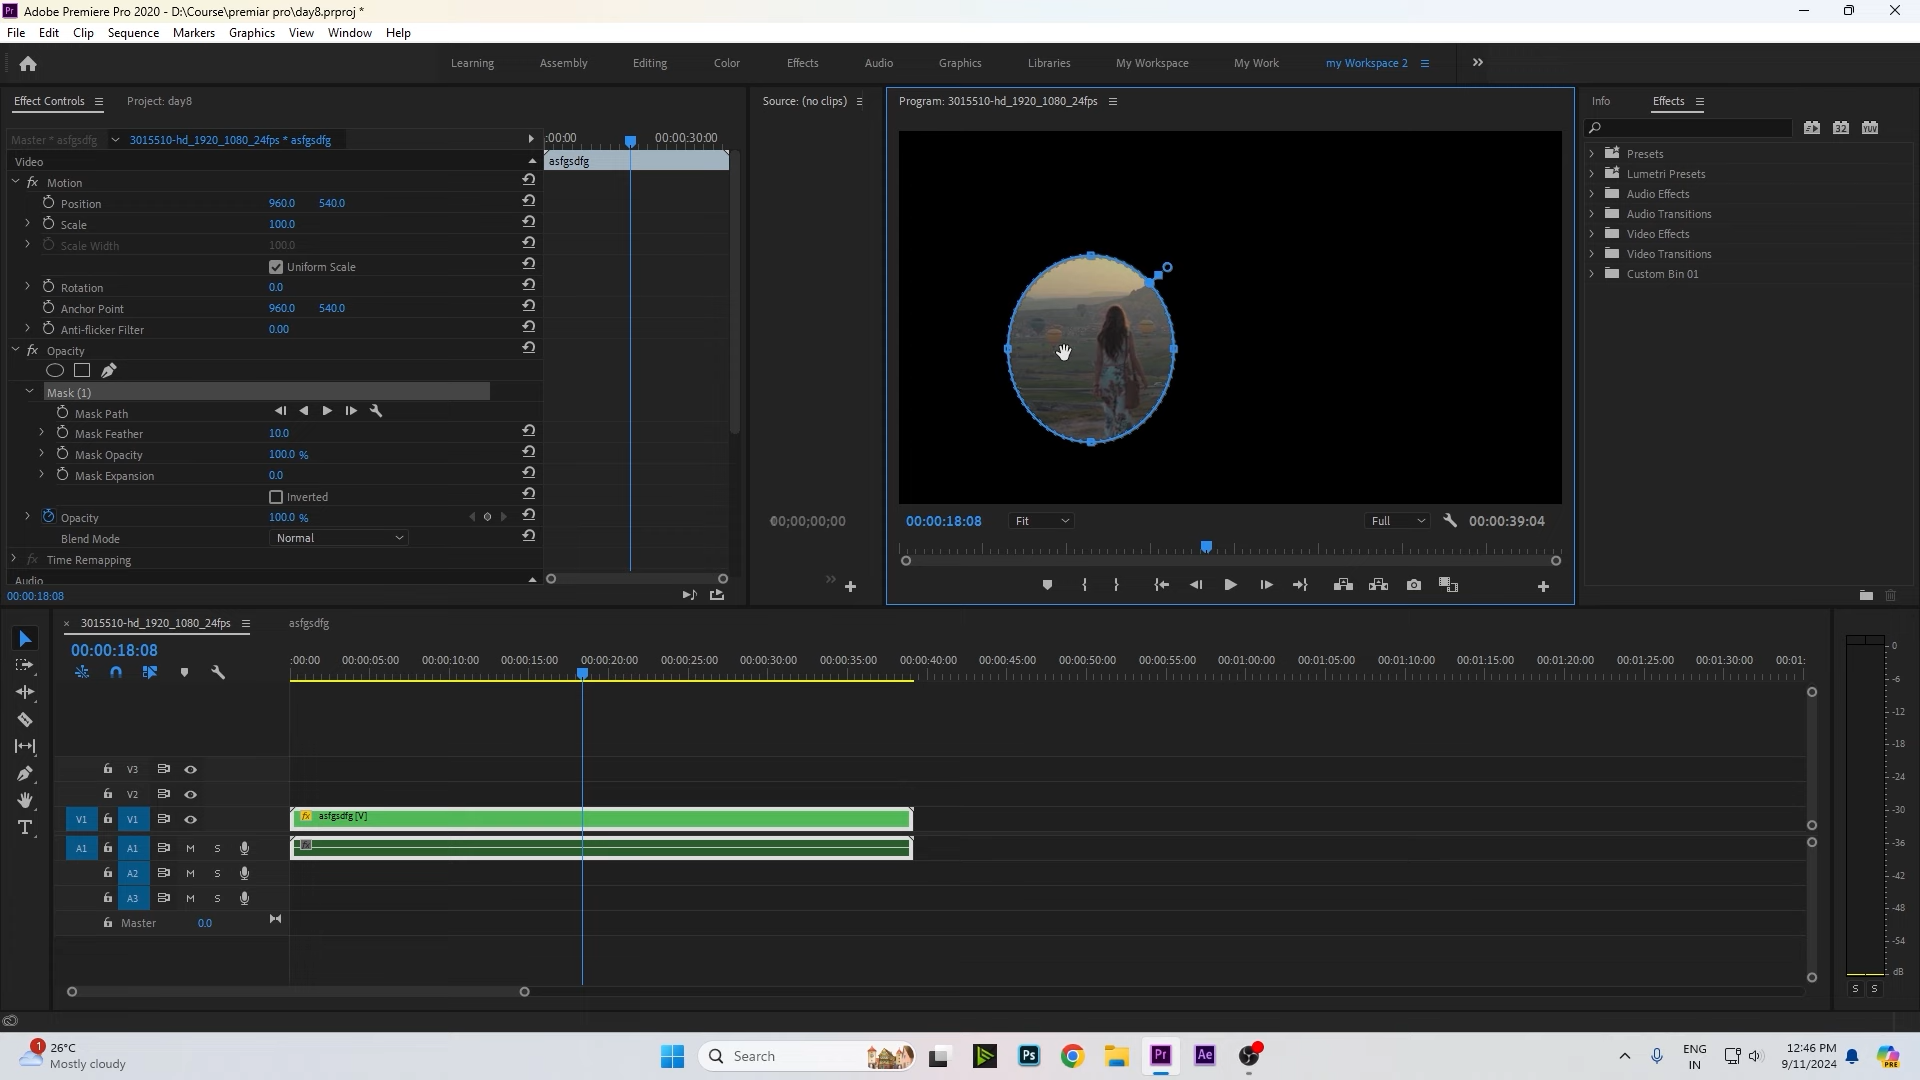 Adobe Premiere Pro 2020 - D:\Course\premiar pro\day8.prproj *
File Edit Clip Sequence Markers Graphics View Window Help
Learning Assembly Editing Color Effects Audio Graphics Libraries My Workspace My Work my Workspace 2
Effect Controls Project: day8
Source: (no clips)
Program: 3015510-hd_1920_1080_24fps
Info Effects
Master * asfgsdfg 3015510-hd_1920_1080_24fps * asfgsdfg
:00:00 00:00:30:00
Video
asfgsdfg
Motion
Position 960.0 540.0
Scale 100.0
Scale Width 100.0
Uniform Scale
Rotation 0.0
Anchor Point 960.0 540.0
Anti-flicker Filter 0.00
Opacity
Mask (1)
Mask Path
Mask Feather 10.0
Mask Opacity 100.0 %
Mask Expansion 0.0
Inverted
Opacity 100.0 %
Blend Mode Normal
Time Remapping
Audio
00:00:18:08
00;00;00;00
00:00:18:08 Fit Full 00:00:39:04
Presets
Lumetri Presets
Audio Effects
Audio Transitions
Video Effects
Video Transitions
Custom Bin 01
3015510-hd_1920_1080_24fps asfgsdfg
00:00:18:08
:00:00 00:00:05:00 00:00:10:00 00:00:15:00 00:00:20:00 00:00:25:00 00:00:30:00 00:00:35:00 00:00:40:00 00:00:45:00 00:00:50:00 00:00:55:00 00:01:00:00 00:01:05:00 00:01:10:00 00:01:15:00 00:01:20:00 00:01:25:00 00:01:30:00 00:01:
V3
V2
V1 V1 fx asfgsdfg [V]
A1 A1 M S fx
A2 M S
A3 M S
Master 0.0
0
-6
-12
-18
-24
-30
-36
-42
-48
-54
dB
S S
1
26°C
Mostly cloudy
Search
Ps
Pr
Ae
ENG
IN
12:46 PM
9/11/2024
PRE